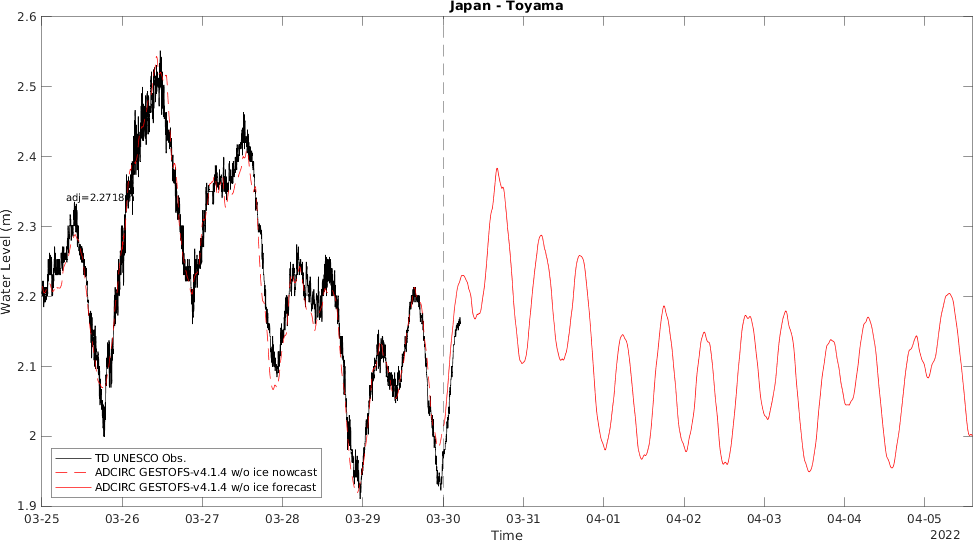 Japan - Toyama
2.6
2.5
2.4
2.3
2.2
2.1
2
1.9
Water Level (m)
adj=2.2718
TD UNESCO Obs.
ADCIRC GESTOFS-v4.1.4 w/o ice nowcast
ADCIRC GESTOFS-v4.1.4 w/o ice forecast
03-25 03-26 03-27 03-28 03-29 03-30 03-31 04-01 04-02 04-03 04-04 04-05
Time
2022